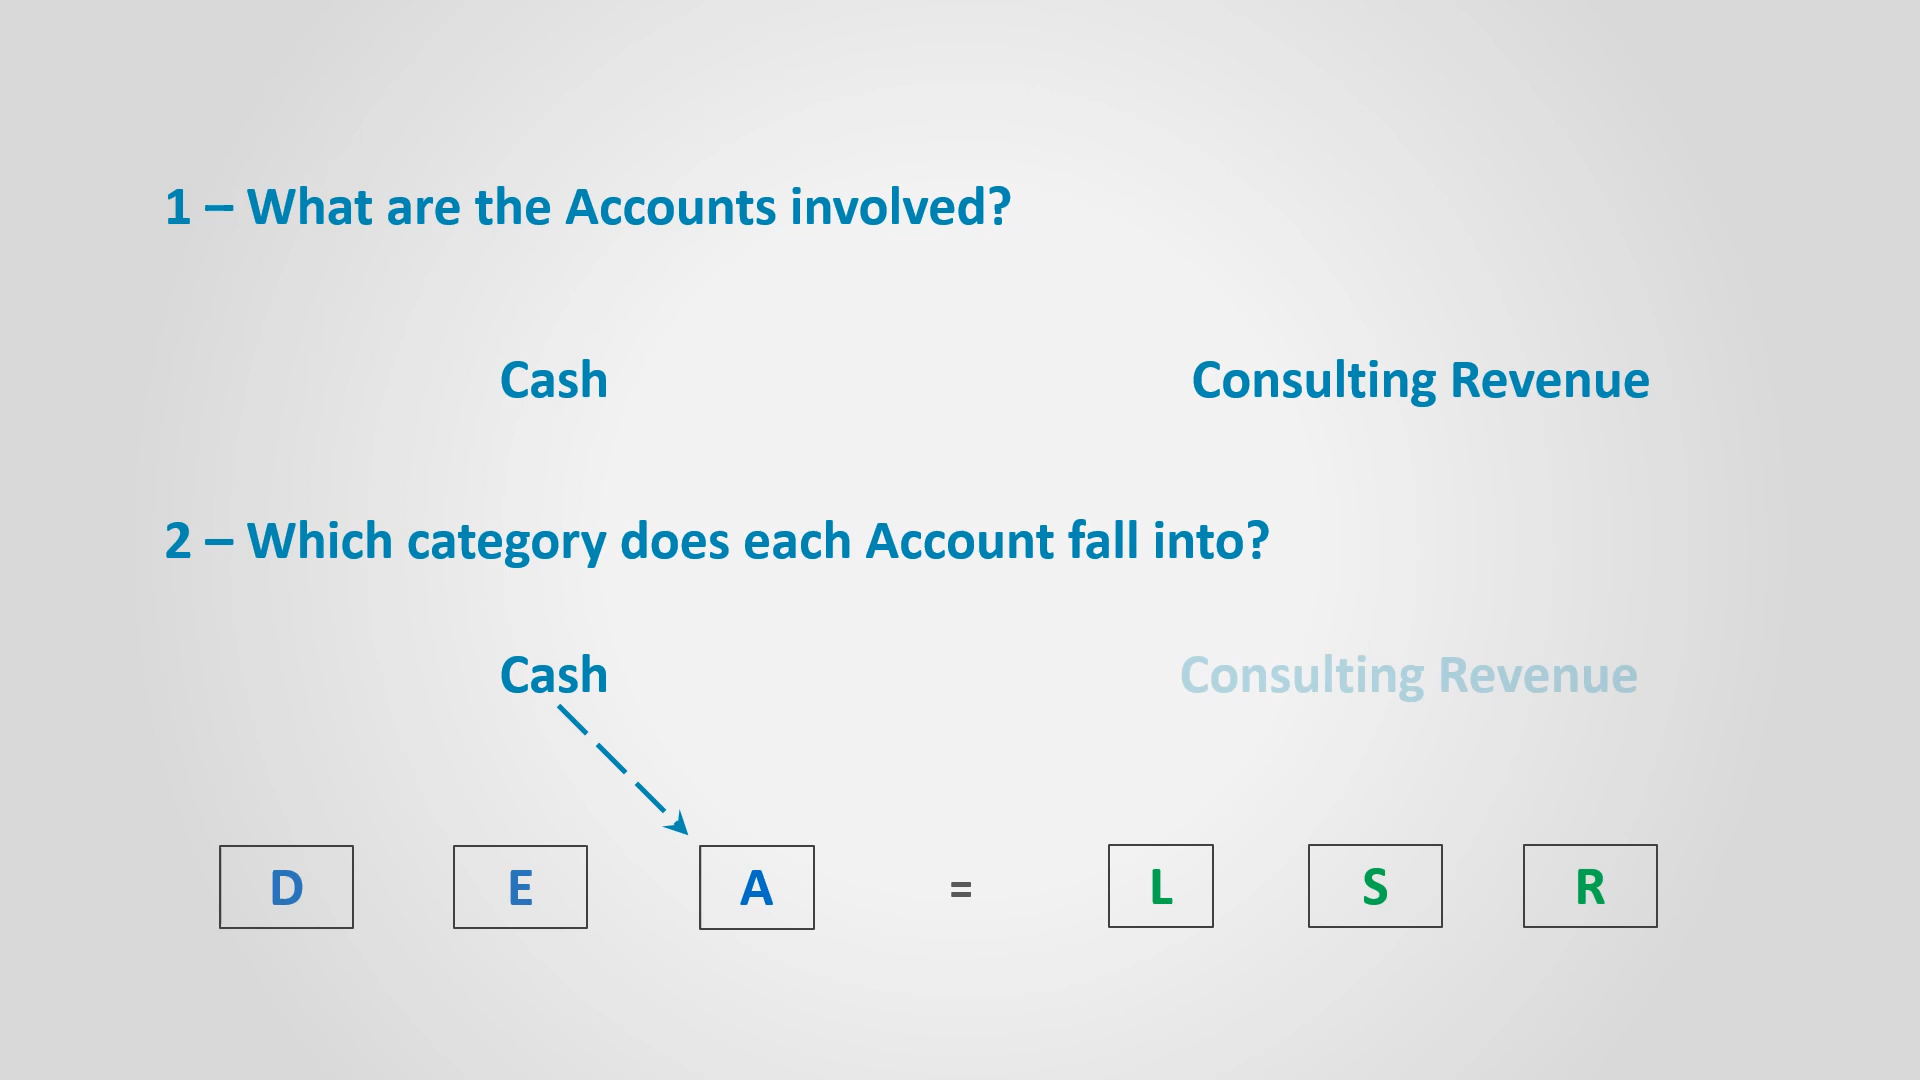 1 – What are the Accounts involved?
Cash Consulting Revenue
2 – Which category does each Account fall into?
Cash Consulting Revenue
D E A = L S R